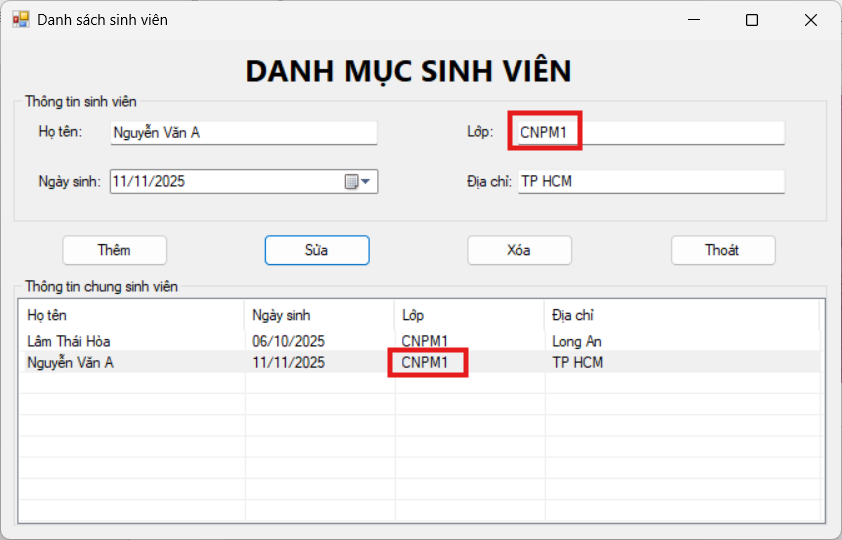 Danh sách sinh viên
DANH MỤC SINH VIÊN
Thông tin sinh viên
Họ tên: Nguyễn Văn A Lớp: CNPM1
Ngày sinh: 11/11/2025 Địa chỉ: TP HCM
Thêm Sửa Xóa Thoát
Thông tin chung sinh viên
Họ tên Ngày sinh Lớp Địa chỉ
Lâm Thái Hòa 06/10/2025 CNPM1 Long An
Nguyễn Văn A 11/11/2025 CNPM1 TP HCM